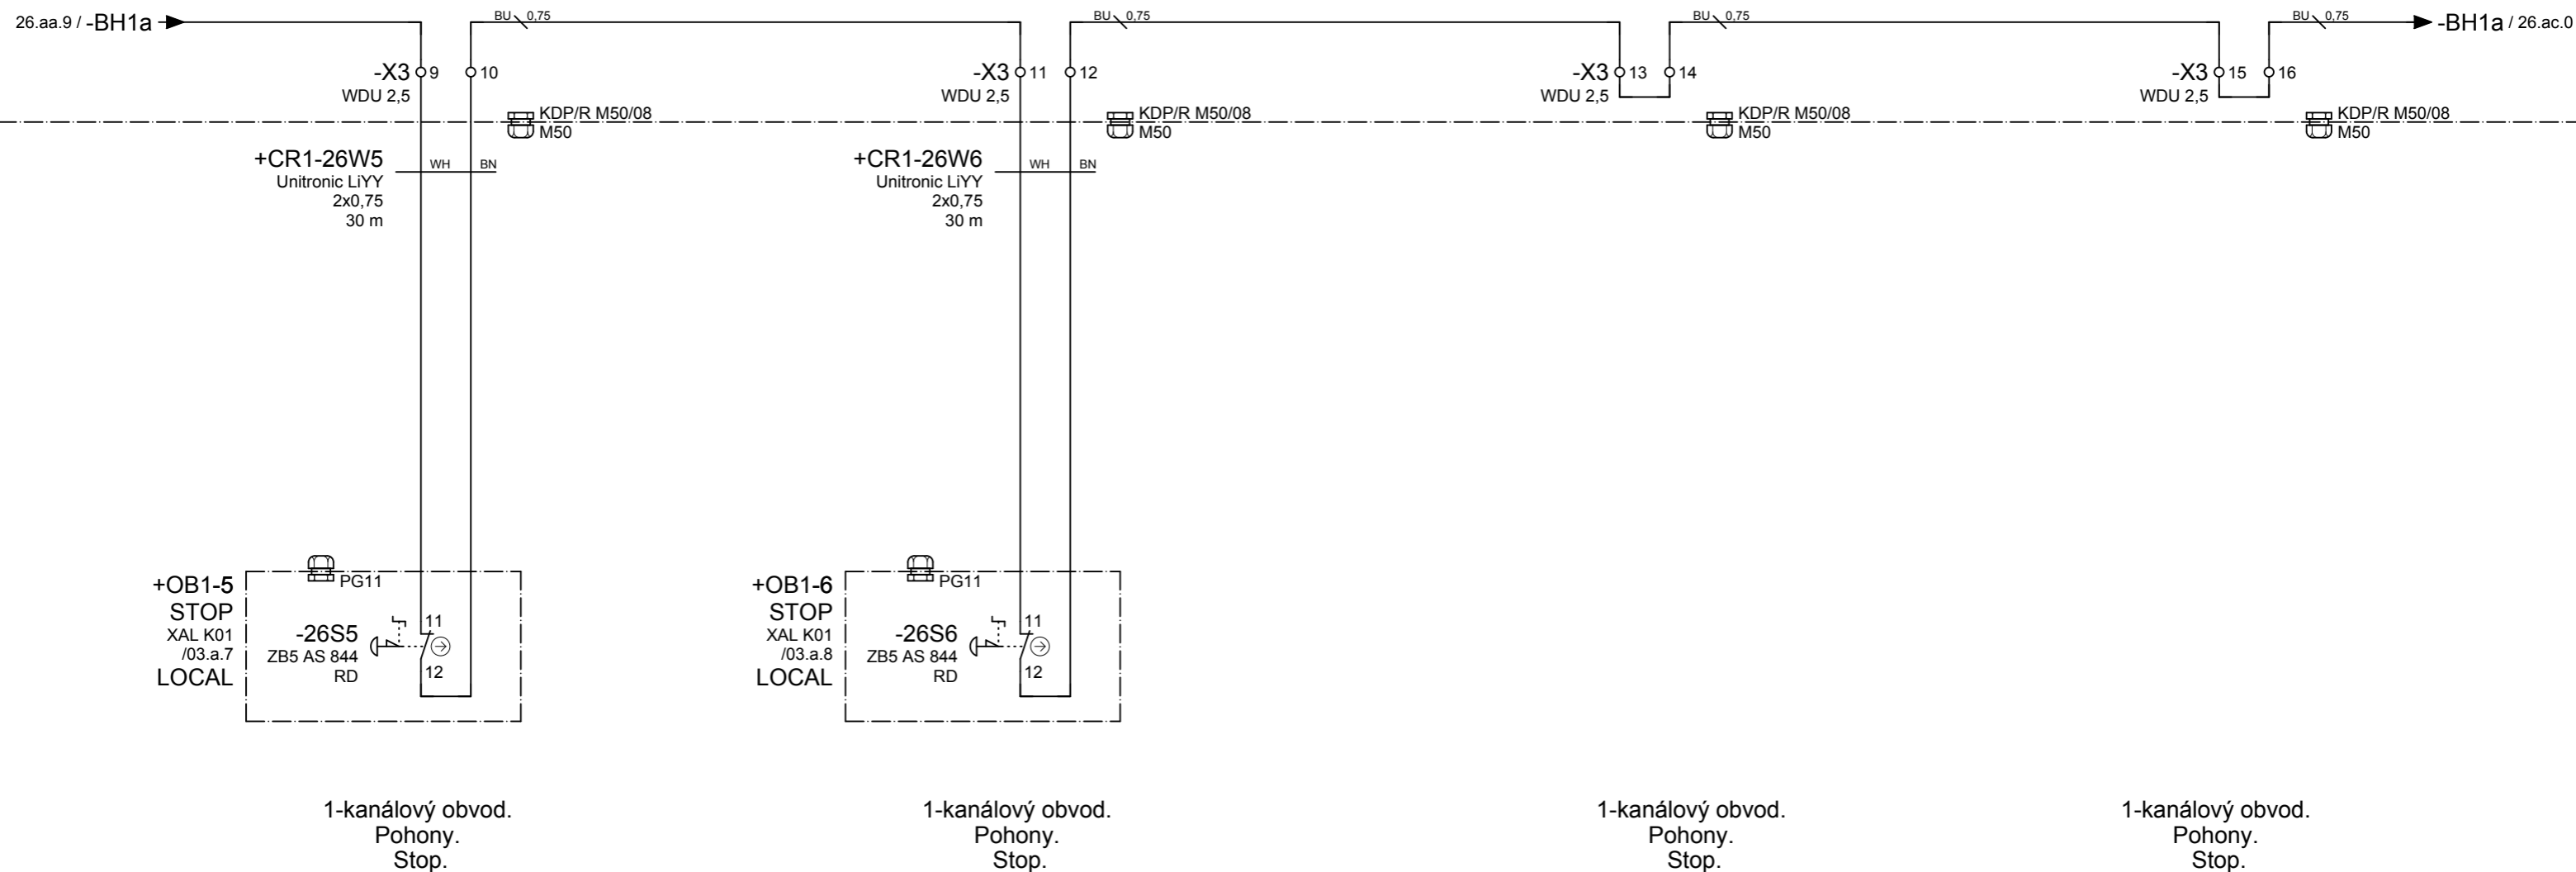 26.aa.9 / -BH1a
BU 0,75
BU 0,75
BU 0,75
BU 0,75
-BH1a / 26.ac.0
-X3 9 10
WDU 2,5
-X3 11 12
WDU 2,5
-X3 13 14
WDU 2,5
-X3 15 16
WDU 2,5
KDP/R M50/08
M50
KDP/R M50/08
M50
KDP/R M50/08
M50
KDP/R M50/08
M50
+CR1-26W5
Unitronic LiYY
2x0,75
30 m
WH BN
+CR1-26W6
Unitronic LiYY
2x0,75
30 m
WH BN
+OB1-5
STOP
XAL K01
/03.a.7
LOCAL
PG11
-26S5
ZB5 AS 844
RD
11
12
+OB1-6
STOP
XAL K01
/03.a.8
LOCAL
PG11
-26S6
ZB5 AS 844
RD
11
12
1-kanálový obvod.
Pohony.
Stop.
1-kanálový obvod.
Pohony.
Stop.
1-kanálový obvod.
Pohony.
Stop.
1-kanálový obvod.
Pohony.
Stop.